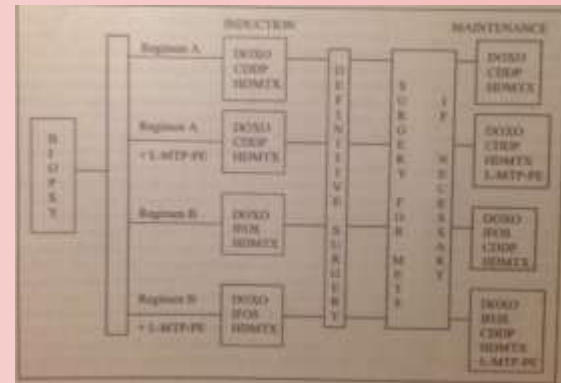 INDUCTION
MAINTENANCE
BIOPSY
Regimen A
DOXO
CDDP
HDMTX
Regimen A
+ L-MTP-PE
DOXO
CDDP
HDMTX
Regimen B
DOXO
IFOS
HDMTX
Regimen B
+ L-MTP-PE
DOXO
IFOS
HDMTX
DEFINITIVE SURGERY
SURGERY FOR METS
IF NECESSARY
DOXO
CDDP
HDMTX
DOXO
CDDP
HDMTX
L-MTP-PE
DOXO
IFOS
CDDP
HDMTX
DOXO
IFOS
CDDP
HDMTX
L-MTP-PE